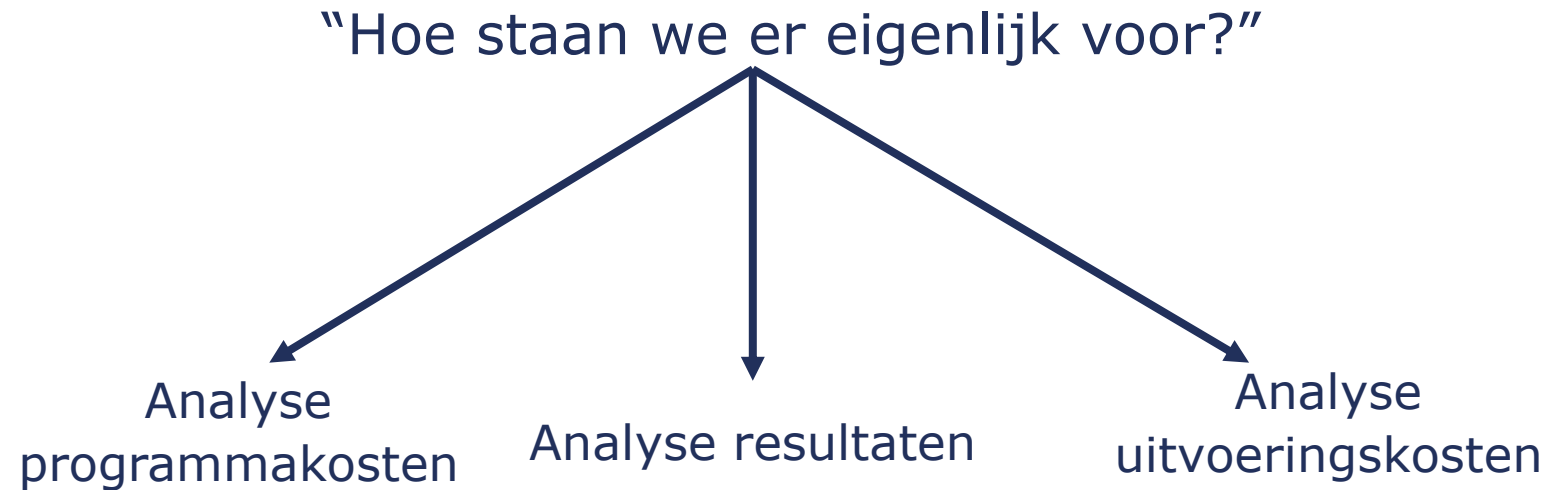 “Hoe staan we er eigenlijk voor?”
Analyse
programmakosten
Analyse resultaten
Analyse
uitvoeringskosten